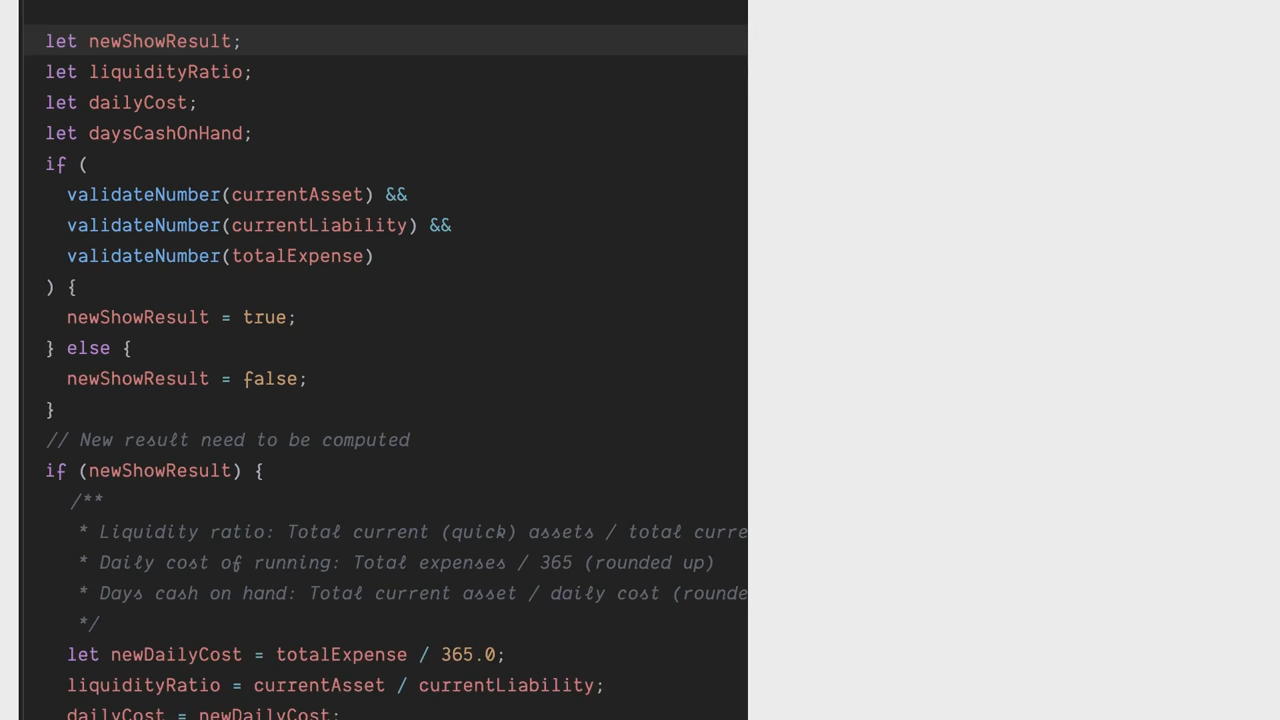 let newShowResult;
let liquidityRatio;
let dailyCost;
let daysCashOnHand;
if (
validateNumber(currentAsset) &&
validateNumber(currentLiability) &&
validateNumber(totalExpense)
) {
newShowResult = true;
} else {
newShowResult = false;
}
// New result need to be computed
if (newShowResult) {
/**
* Liquidity ratio: Total current (quick) assets / total curre
* Daily cost of running: Total expenses / 365 (rounded up)
* Days cash on hand: Total current asset / daily cost (rounde
*/
let newDailyCost = totalExpense / 365.0;
liquidityRatio = currentAsset / currentLiability;
dailyCost = newDailyCost;